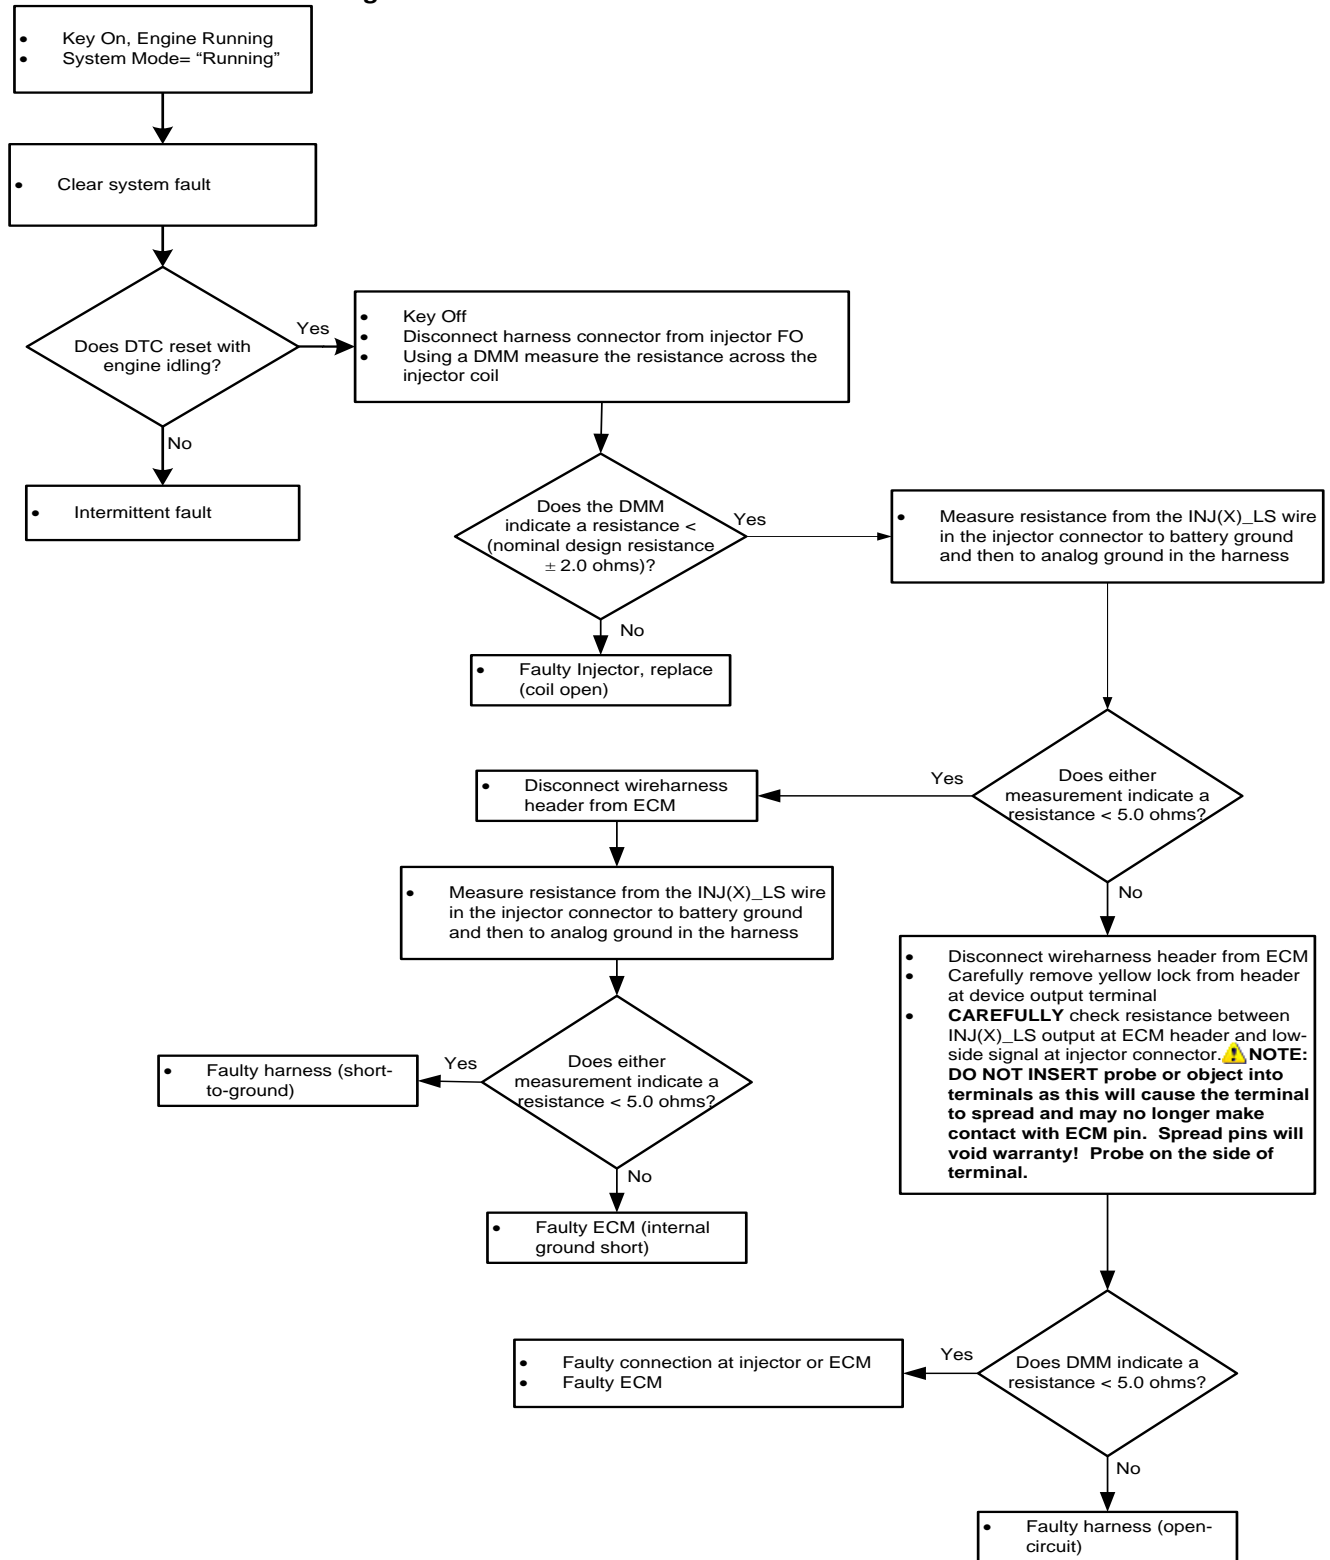 • Key On, Engine Running
• System Mode= “Running”
• Clear system fault
Does DTC reset with
engine idling?
Yes
No
• Intermittent fault
• Key Off
• Disconnect harness connector from injector FO
• Using a DMM measure the resistance across the
injector coil
Does the DMM
indicate a resistance <
(nominal design resistance
± 2.0 ohms)?
Yes
No
• Faulty Injector, replace
(coil open)
• Measure resistance from the INJ(X)_LS wire
in the injector connector to battery ground
and then to analog ground in the harness
Does either
measurement indicate a
resistance < 5.0 ohms?
Yes
No
• Disconnect wireharness
header from ECM
• Measure resistance from the INJ(X)_LS wire
in the injector connector to battery ground
and then to analog ground in the harness
Does either
measurement indicate a
resistance < 5.0 ohms?
Yes
• Faulty harness (short-
to-ground)
No
• Faulty ECM (internal
ground short)
• Disconnect wireharness header from ECM
• Carefully remove yellow lock from header
at device output terminal
• CAREFULLY check resistance between
INJ(X)_LS output at ECM header and low-
side signal at injector connector. NOTE:
DO NOT INSERT probe or object into
terminals as this will cause the terminal
to spread and may no longer make
contact with ECM pin. Spread pins will
void warranty! Probe on the side of
terminal.
Does DMM indicate a
resistance < 5.0 ohms?
Yes
• Faulty connection at injector or ECM
• Faulty ECM
No
• Faulty harness (open-
circuit)